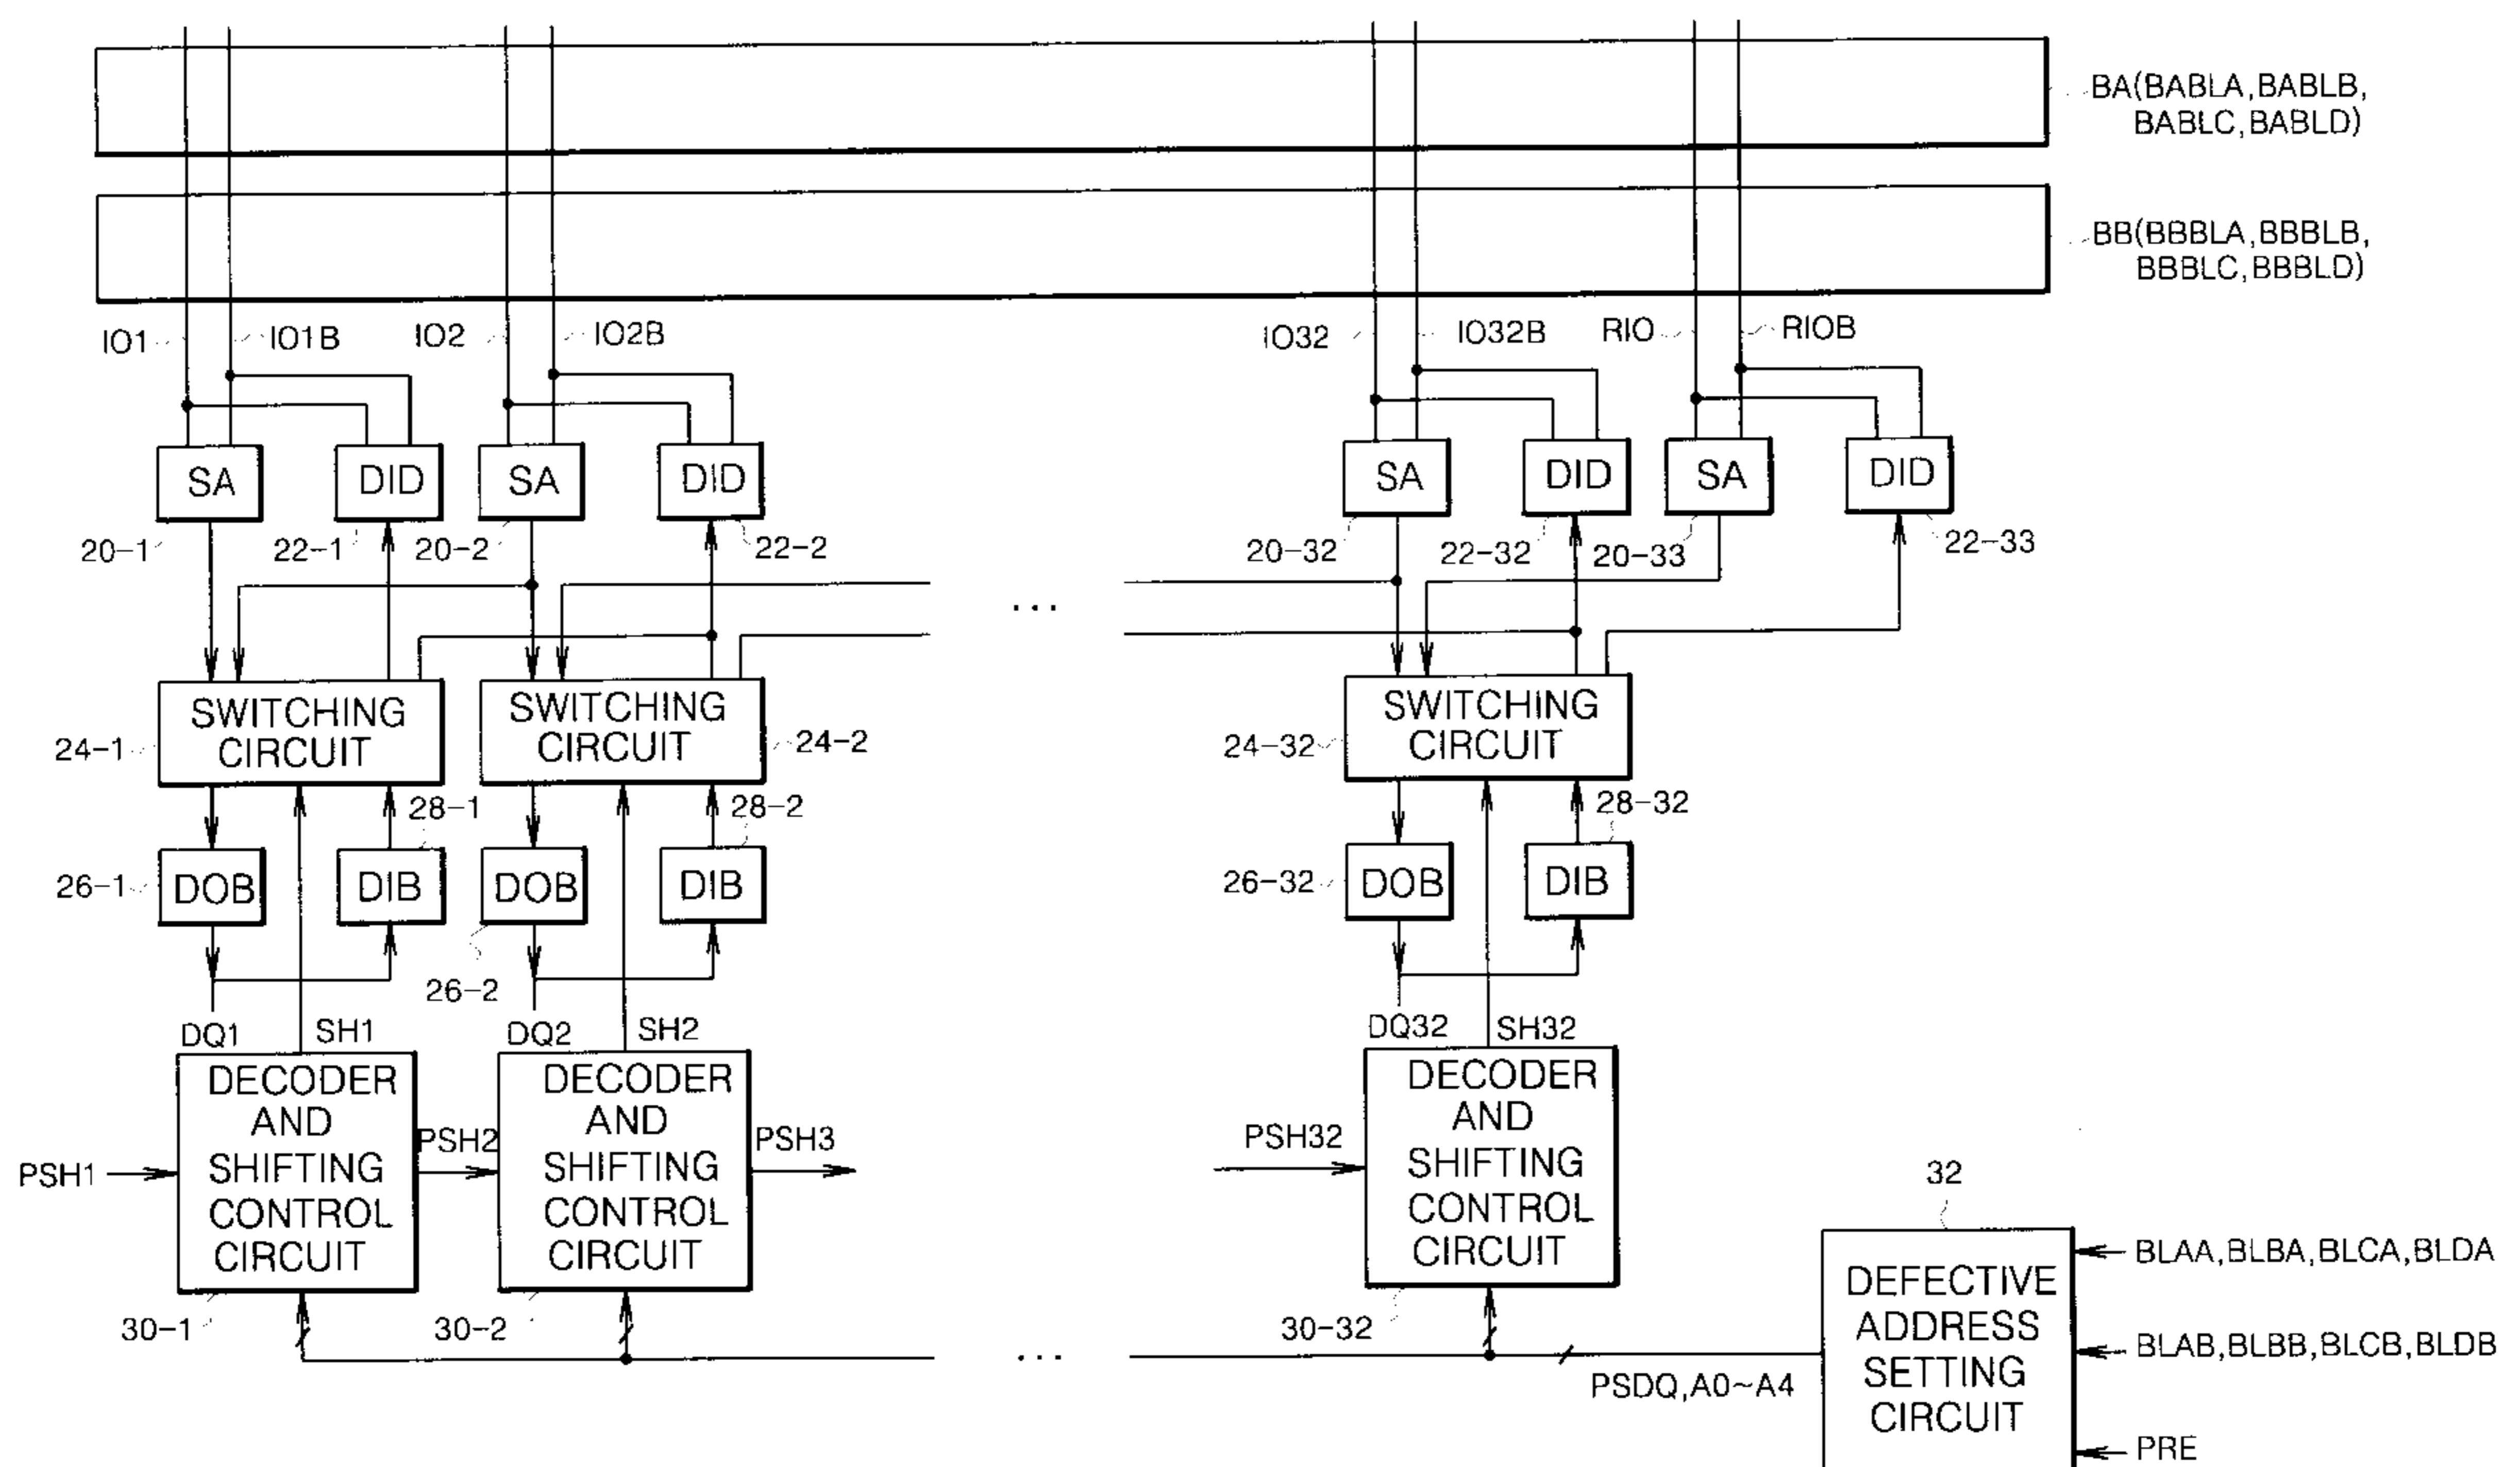 BA(BABLA,BABLB,
BABLC,BABLD)
BB(BBBLA,BBBLB,
BBBLC,BBBLD)
IO1
IO1B
IO2
IO2B
IO32
IO32B
RIO
RIOB
SA
DID
SA
DID
SA
DID
SA
DID
20-1
22-1
20-2
22-2
20-32
22-32
20-33
22-33
...
SWITCHING
CIRCUIT
SWITCHING
CIRCUIT
SWITCHING
CIRCUIT
24-1
24-2
24-32
28-1
28-2
28-32
26-1
DOB
DIB
DOB
DIB
26-32
DOB
DIB
26-2
DQ1
SH1
DQ2
SH2
DQ32
SH32
DECODER
AND
SHIFTING
CONTROL
CIRCUIT
DECODER
AND
SHIFTING
CONTROL
CIRCUIT
DECODER
AND
SHIFTING
CONTROL
CIRCUIT
PSH1
PSH2
PSH3
PSH32
30-1
30-2
30-32
...
32
DEFECTIVE
ADDRESS
SETTING
CIRCUIT
PSDQ,A0~A4
BLAA,BLBA,BLCA,BLDA
BLAB,BLBB,BLCB,BLDB
PRE